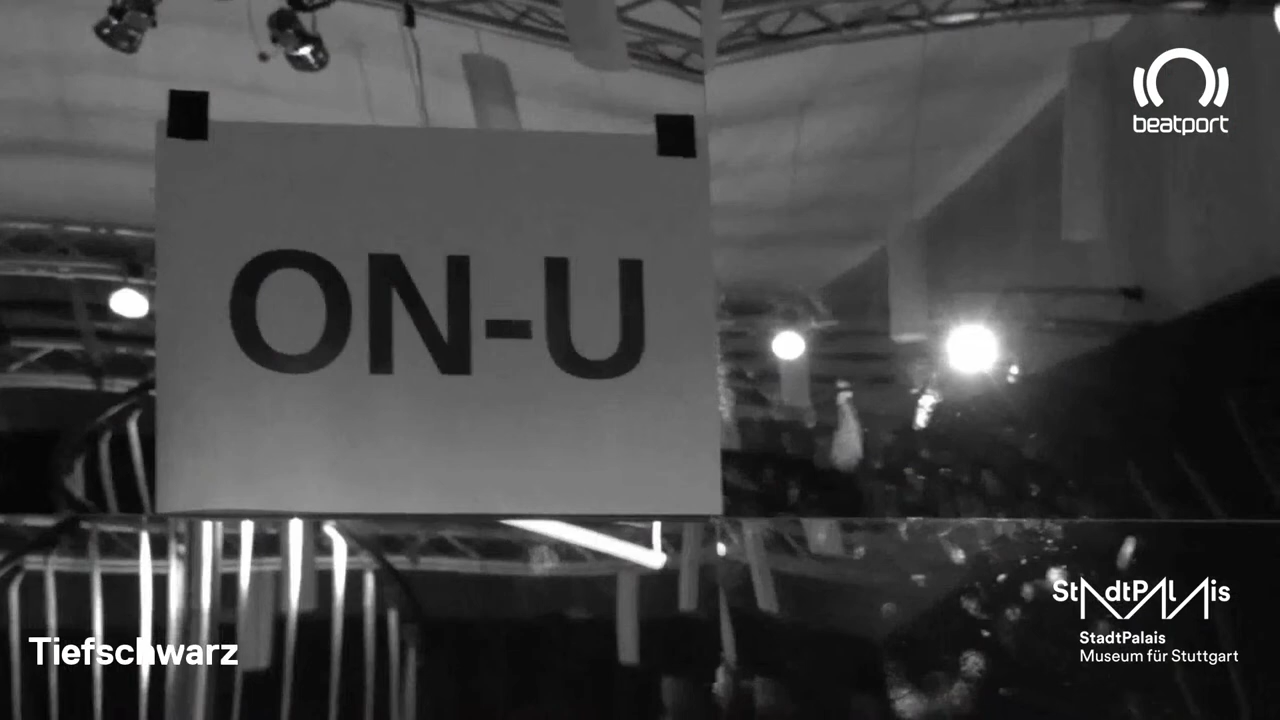 beatport
ON-U
StadtPalais
StadtPalais
Museum für Stuttgart
Tiefschwarz